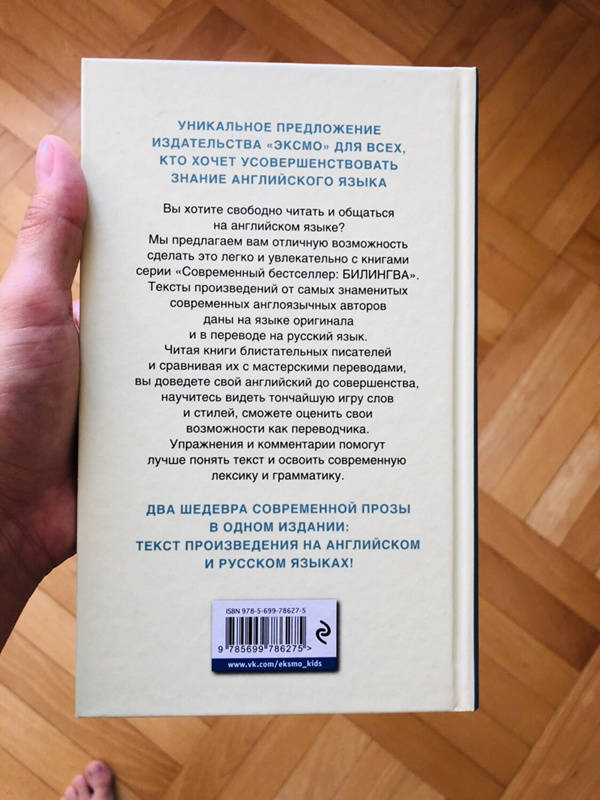 УНИКАЛЬНОЕ ПРЕДЛОЖЕНИЕ
ИЗДАТЕЛЬСТВА «ЭКСМО» ДЛЯ ВСЕХ,
КТО ХОЧЕТ УСОВЕРШЕНСТВОВАТЬ
ЗНАНИЕ АНГЛИЙСКОГО ЯЗЫКА
Вы хотите свободно читать и общаться
на английском языке?
Мы предлагаем вам отличную возможность
сделать это легко и увлекательно с книгами
серии «Современный бестселлер: БИЛИНГВА».
Тексты произведений от самых знаменитых
современных англоязычных авторов
даны на языке оригинала
и в переводе на русский язык.
Читая книги блистательных писателей
и сравнивая их с мастерскими переводами,
вы доведете свой английский до совершенства,
научитесь видеть тончайшую игру слов
и стилей, сможете оценить свои
возможности как переводчика.
Упражнения и комментарии помогут
лучше понять текст и освоить современную
лексику и грамматику.
ДВА ШЕДЕВРА СОВРЕМЕННОЙ ПРОЗЫ
В ОДНОМ ИЗДАНИИ:
ТЕКСТ ПРОИЗВЕДЕНИЯ НА АНГЛИЙСКОМ
И РУССКОМ ЯЗЫКАХ!
ISBN 978-5-699-78627-5
9 785699 786275 >
www.vk.com/eksmo_kids